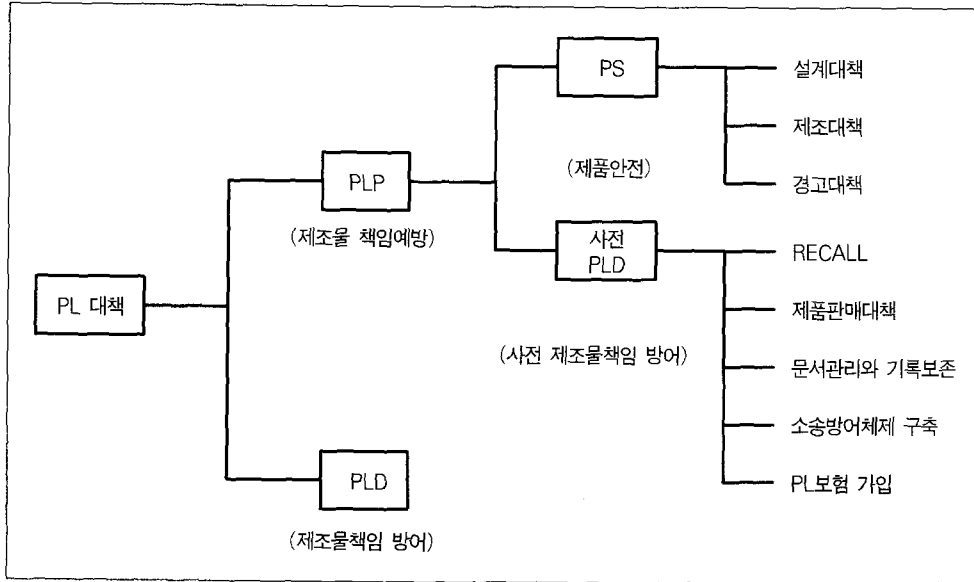 PS
설계대책
제조대책
경고대책
(제품안전)
PLP
(제조물 책임예방)
사전
PLD
RECALL
제품판매대책
문서관리와 기록보존
소송방어체제 구축
PL보험 가입
(사전 제조물책임 방어)
PL 대책
PLD
(제조물책임 방어)